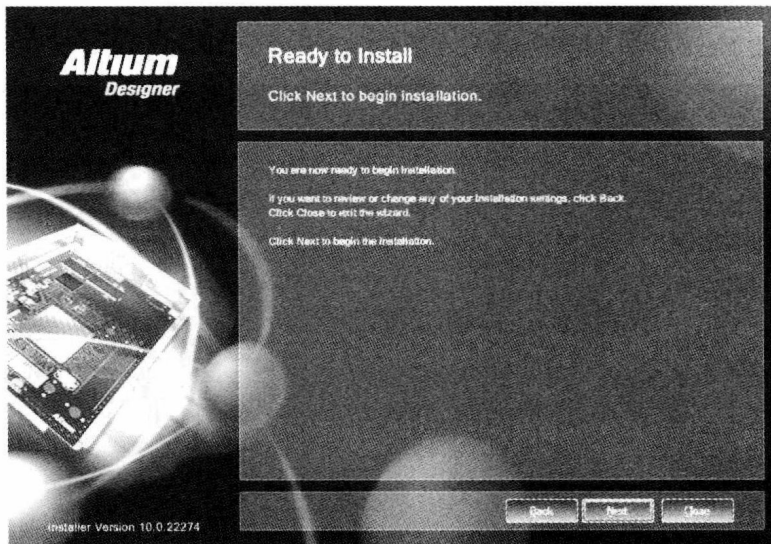 Altium
Designer
Ready to Install
Click Next to begin installation.
You are now ready to begin installation.
If you want to review or change any of your installation settings, click Back.
Click Close to exit the wizard.
Click Next to begin the installation.
Back
Next
Close
Installer Version 10.0.22274